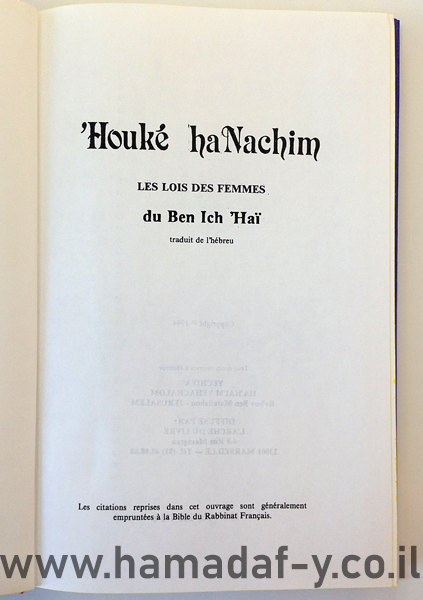 'Houké haNachim
LES LOIS DES FEMMES
du Ben Ich 'Haï
traduit de l'hébreu
Les citations reprises dans cet ouvrage sont généralement
empruntées à la Bible du Rabbinat Français.
www.hamadaf-y.co.il